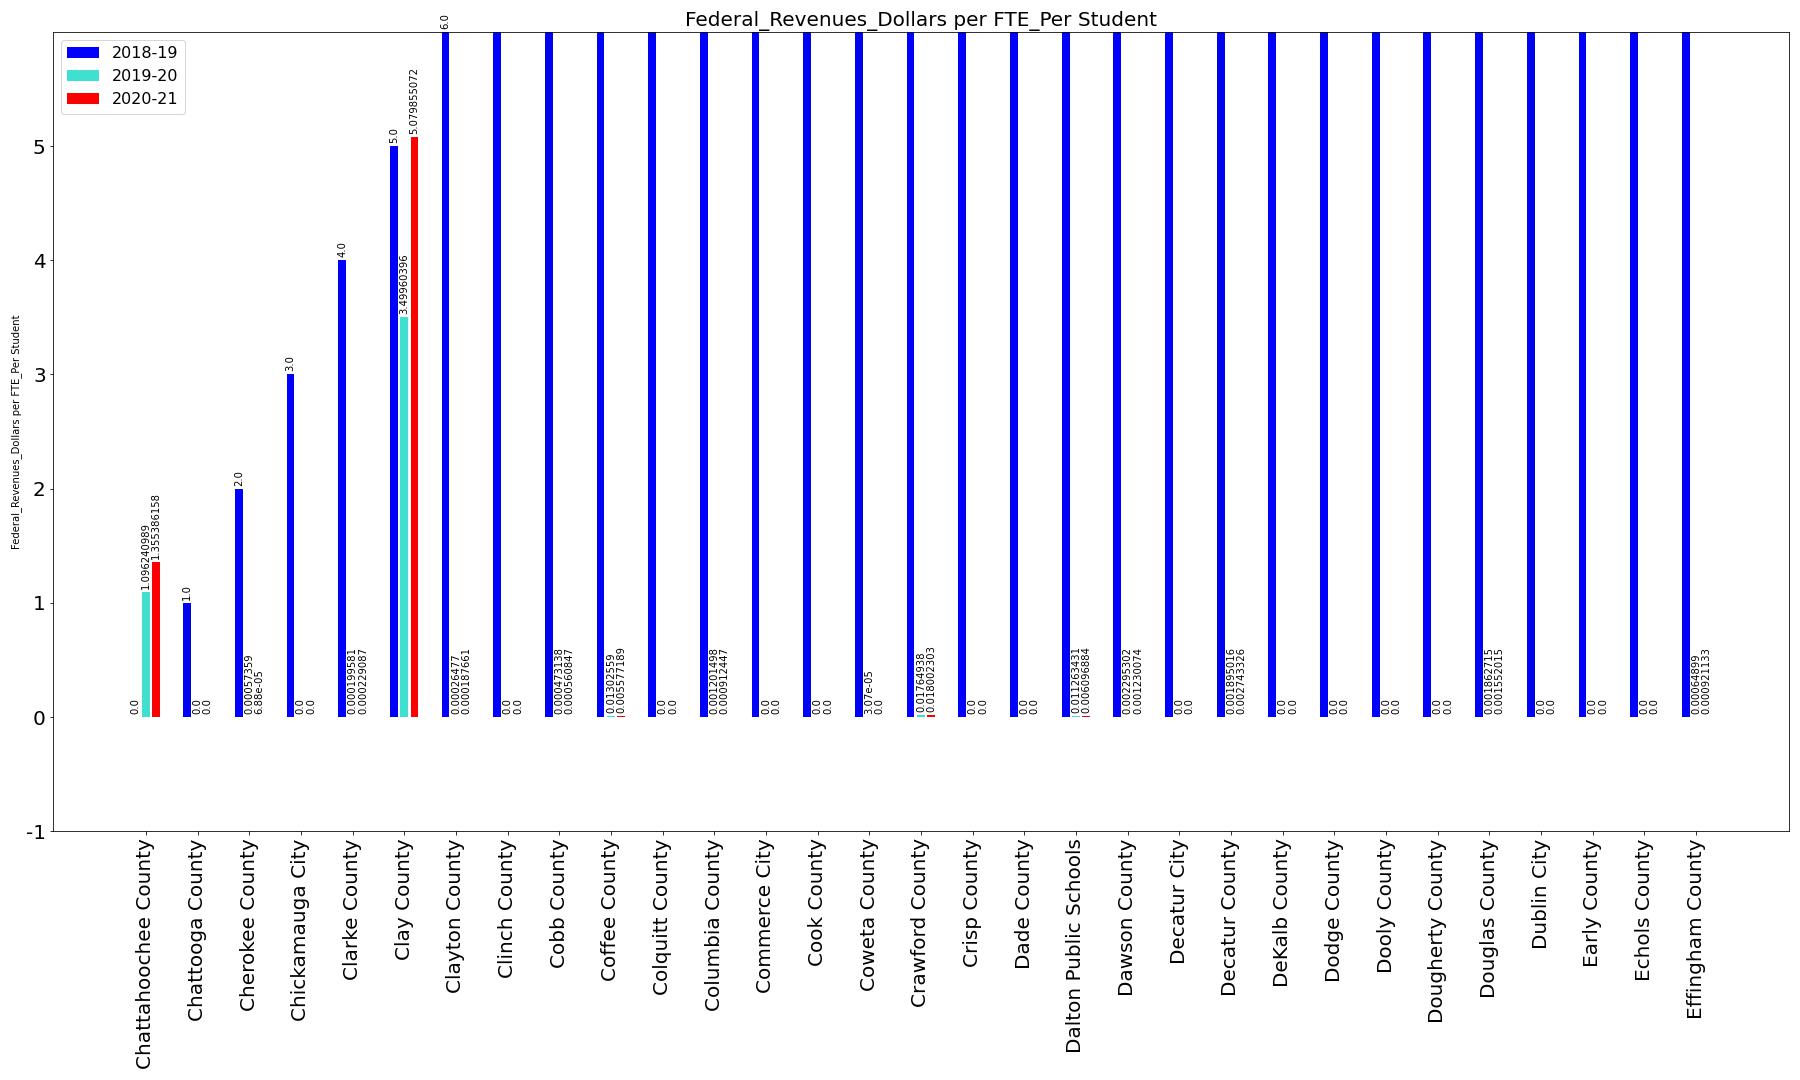 Federal_Revenues_Dollars per FTE_Per Student
2018-19
2019-20
2020-21
Federal_Revenues_Dollars per FTE_Per Student
5
4
3
2
1
0
-1
0.0
1.096240989
1.355386158
1.0
0.0
0.0
2.0
0.000057359
6.88e-05
3.0
0.0
0.0
4.0
0.000199581
0.000229087
5.0
3.49960396
5.079855072
6.0
0.00026477
0.000187661
0.0
0.0
0.000473138
0.000560847
0.01302559
0.005577189
0.0
0.0
0.001201498
0.000912447
0.0
0.0
0.0
0.0
3.07e-05
0.0
0.01764938
0.018002303
0.0
0.0
0.0
0.0
0.011263431
0.006096884
0.0002295302
0.0001230074
0.0
0.0
0.0001895016
0.0002743326
0.0
0.0
0.0
0.0
0.0
0.0
0.0
0.0
0.001862715
0.001552015
0.0
0.0
0.0
0.0
0.0
0.0
0.00064899
0.000921133
Chattahoochee County
Chattooga County
Cherokee County
Chickamauga City
Clarke County
Clay County
Clayton County
Clinch County
Cobb County
Coffee County
Colquitt County
Columbia County
Commerce City
Cook County
Coweta County
Crawford County
Crisp County
Dade County
Dalton Public Schools
Dawson County
Decatur City
Decatur County
DeKalb County
Dodge County
Dooly County
Dougherty County
Douglas County
Dublin City
Early County
Echols County
Effingham County